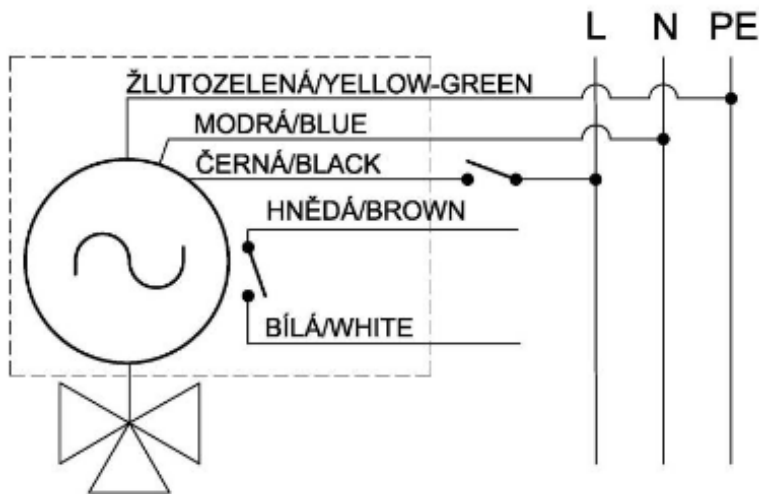 L N PE
ŽLUTOZELENÁ/YELLOW-GREEN
MODRÁ/BLUE
ČERNÁ/BLACK
HNĚDÁ/BROWN
BÍLÁ/WHITE